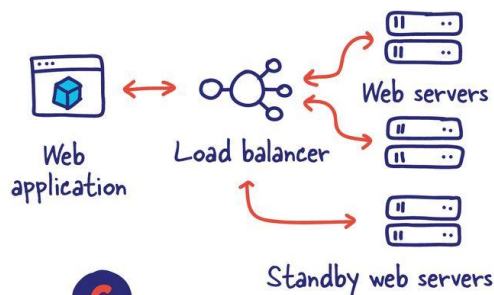 Web servers
Web
application
Load balancer
Standby web servers